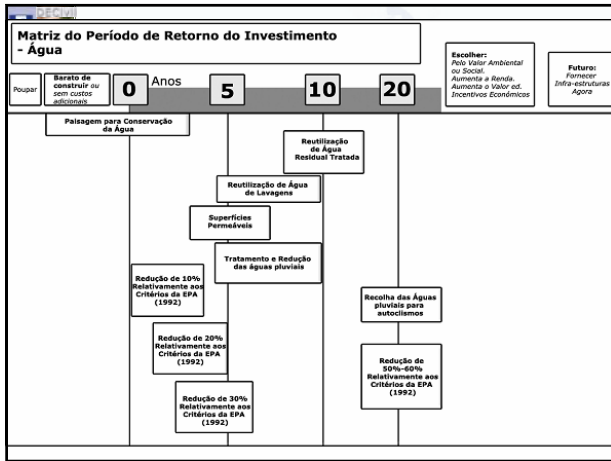 DECivil
Matriz do Período de Retorno do Investimento
- Água
Escolher:
Pelo Valor Ambiental
ou Social.
Aumenta a Renda.
Aumenta o Valor ed.
Incentivos Econômicos
Futuro:
Fornecer
Infra-estruturas
Agora
Poupar
Barato de
construir ou
sem custos
adicionais
0
Anos
5
10
20
Paisagem para Conservação
da Água
Reutilização
de Água
Residual Tratada
Reutilização de Água
de Lavagens
Superfícies
Permeáveis
Tratamento e Redução
das águas pluviais
Redução de 10%
Relativamente aos
Critérios da EPA
(1992)
Recolha das Águas
pluviais para
autoclismos
Redução de 20%
Relativamente aos
Critérios da EPA
(1992)
Redução de
50%-60%
Relativamente aos
Critérios da EPA
(1992)
Redução de 30%
Relativamente aos
Critérios da EPA
(1992)